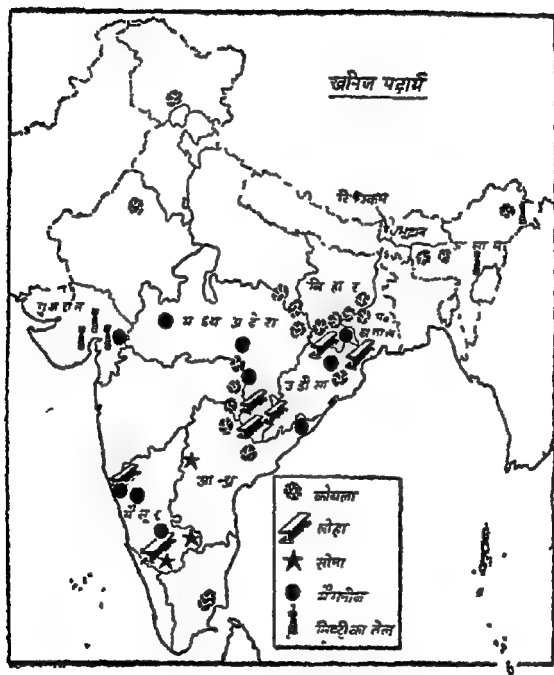 खनिज पदार्थ
सिक्किम
भूटान
बिहार
गुजरात
मध्य प्रदेश
उड़ीसा
आन्ध्र
मैसूर
कोयला
लोहा
सोना
मैंगनीज
मिट्टी का तेल